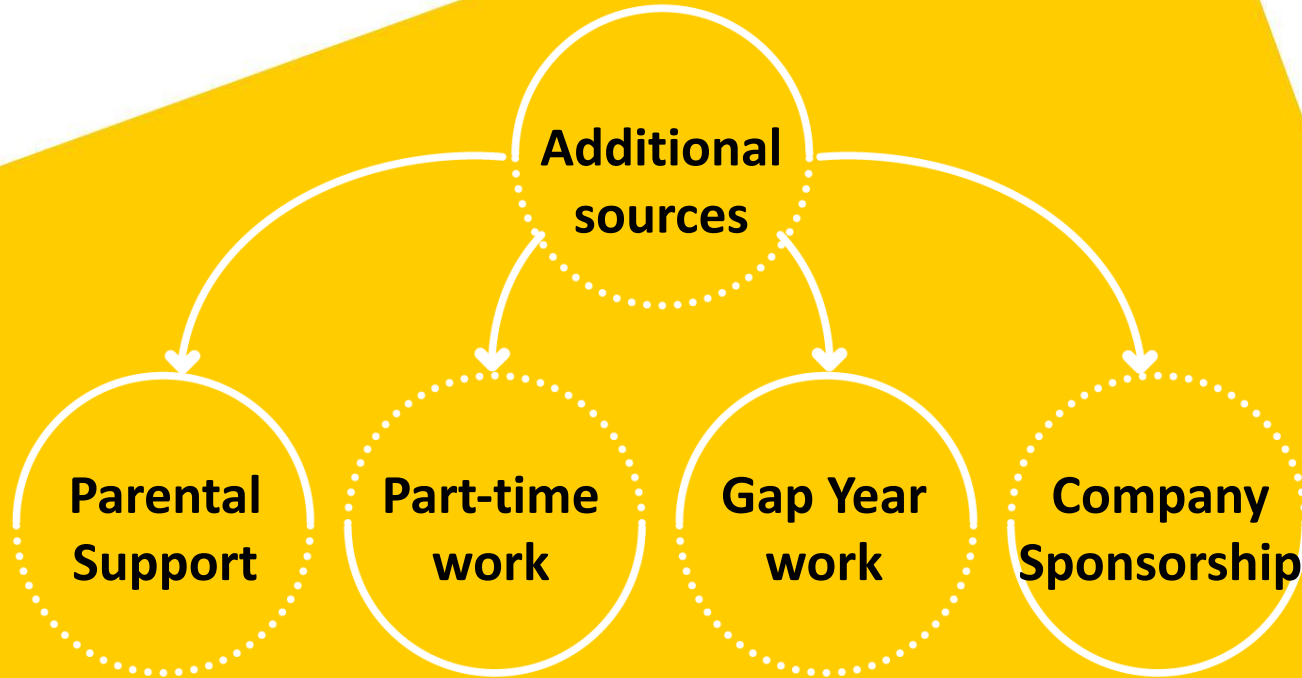 Additional
sources
Parental
Support
Part-time
work
Gap Year
work
Company
Sponsorship